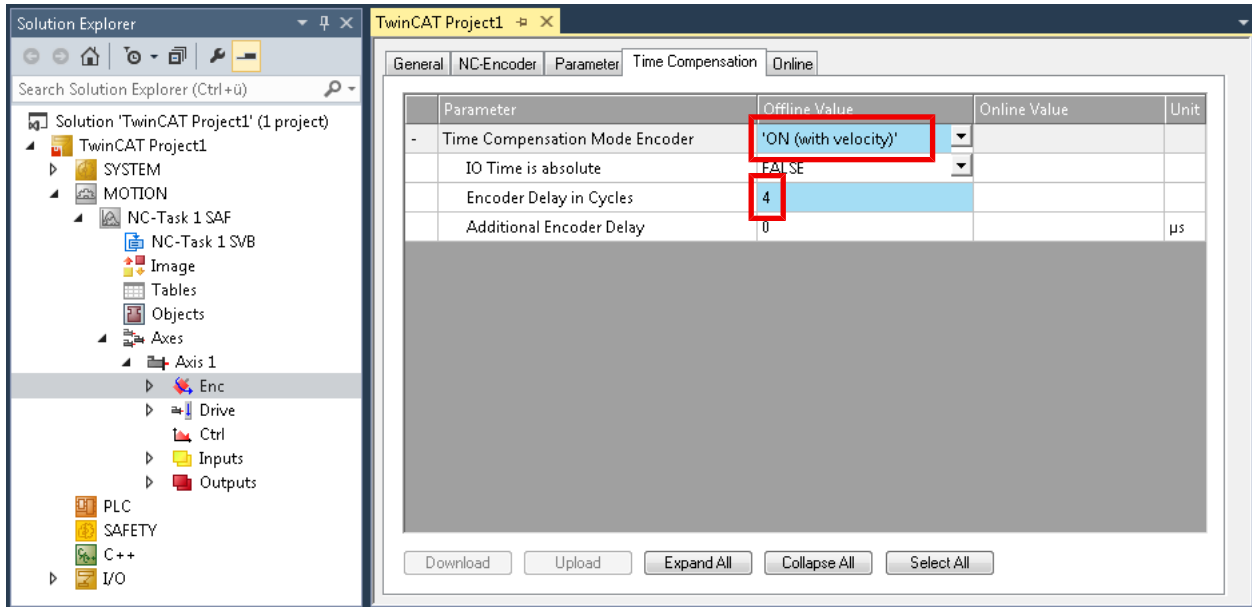 Solution Explorer
Search Solution Explorer (Ctrl+ü)
Solution 'TwinCAT Project1' (1 project)
TwinCAT Project1
SYSTEM
MOTION
NC-Task 1 SAF
NC-Task 1 SVB
Image
Tables
Objects
Axes
Axis 1
Enc
Drive
Ctrl
Inputs
Outputs
PLC
SAFETY
C++
I/O
TwinCAT Project1
General NC-Encoder Parameter Time Compensation Online
Parameter Offline Value Online Value Unit
- Time Compensation Mode Encoder 'ON (with velocity)'
IO Time is absolute FALSE
Encoder Delay in Cycles 4
Additional Encoder Delay 0 µs
Download Upload Expand All Collapse All Select All